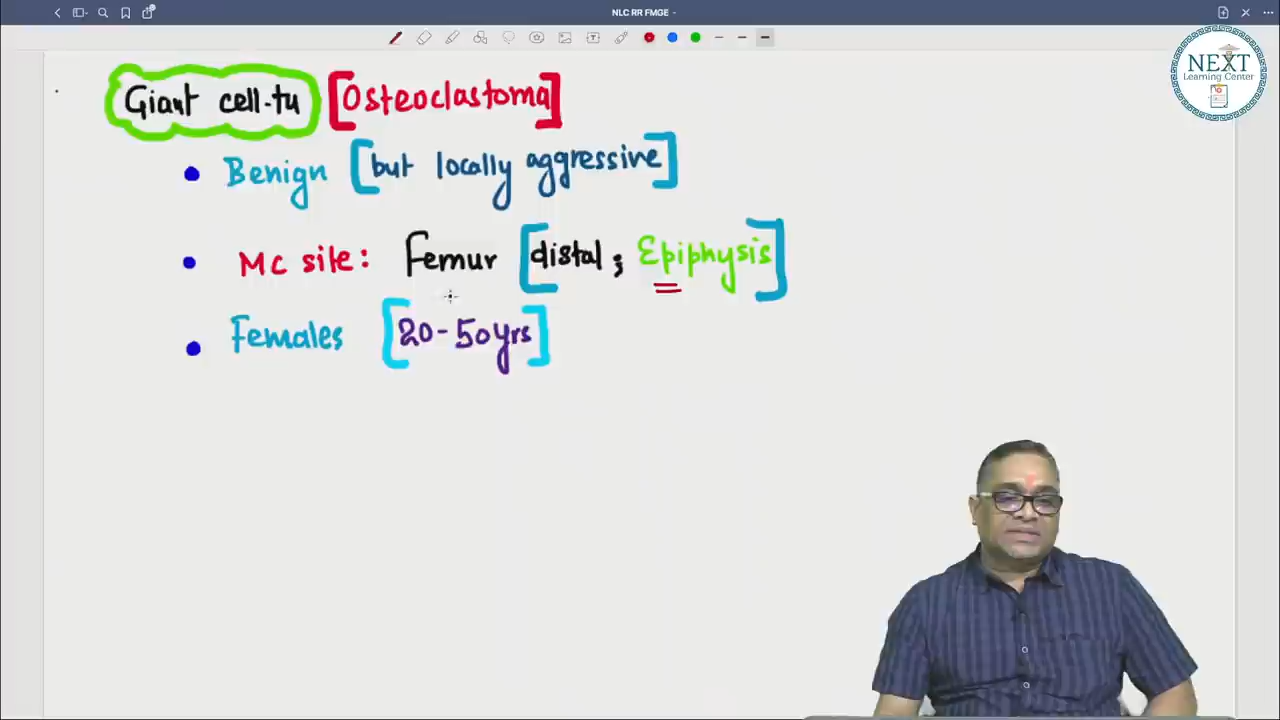 NLC RR FMGE
NEXT
Learning Center
Giant cell-tu [Osteoclastoma]
• Benign [but locally aggressive]
• Mc site: Femur [distal; Epiphysis]
• Females [20-50yrs]